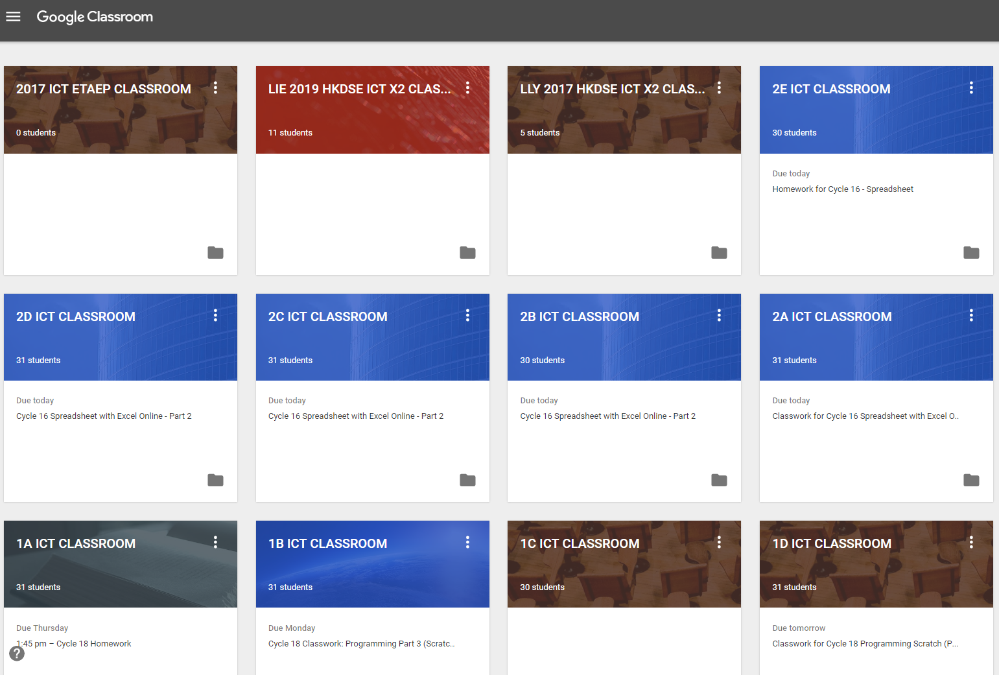 Google Classroom
2017 ICT ETAEP CLASSROOM
0 students
LIE 2019 HKDSE ICT X2 CLAS...
11 students
LLY 2017 HKDSE ICT X2 CLAS...
5 students
2E ICT CLASSROOM
30 students
Due today
Homework for Cycle 16 - Spreadsheet
2D ICT CLASSROOM
31 students
Due today
Cycle 16 Spreadsheet with Excel Online - Part 2
2C ICT CLASSROOM
31 students
Due today
Cycle 16 Spreadsheet with Excel Online - Part 2
2B ICT CLASSROOM
30 students
Due today
Cycle 16 Spreadsheet with Excel Online - Part 2
2A ICT CLASSROOM
31 students
Due today
Classwork for Cycle 16 Spreadsheet with Excel O..
1A ICT CLASSROOM
31 students
Due Thursday
1:45 pm – Cycle 18 Homework
?
1B ICT CLASSROOM
31 students
Due Monday
Cycle 18 Classwork: Programming Part 3 (Scratc...
1C ICT CLASSROOM
30 students
1D ICT CLASSROOM
31 students
Due tomorrow
Classwork for Cycle 18 Programming Scratch (P...